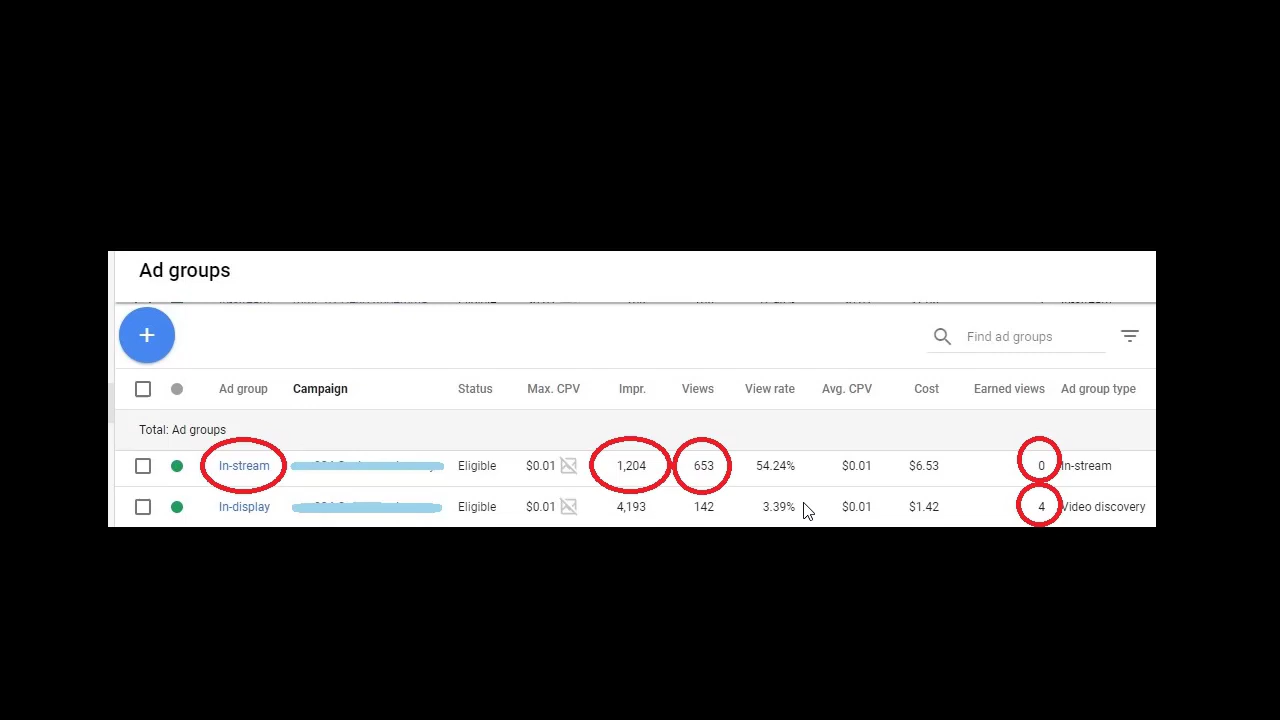 Ad groups
+
Find ad groups
Ad group Campaign Status Max. CPV Impr. Views View rate Avg. CPV Cost Earned views Ad group type
Total: Ad groups
In-stream Eligible $0.01 1,204 653 54.24% $0.01 $6.53 0 In-stream
In-display Eligible $0.01 4,193 142 3.39% $0.01 $1.42 4 Video discovery